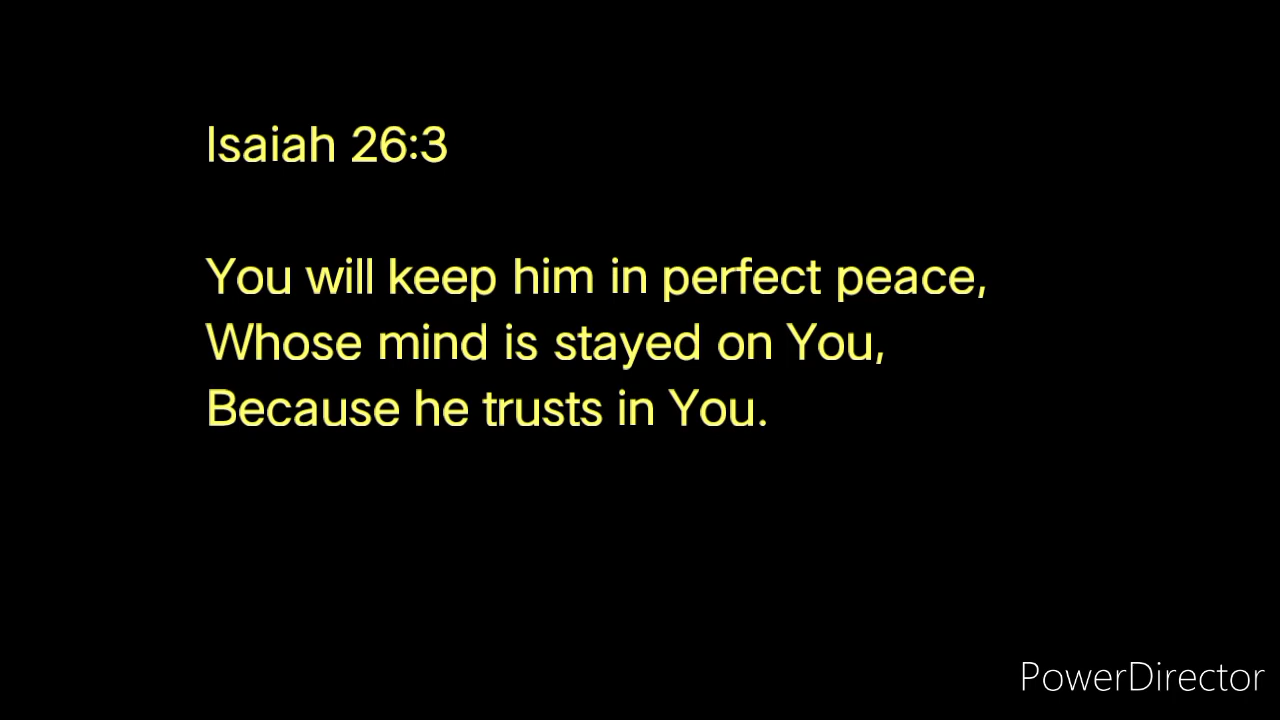 Isaiah 26:3
You will keep him in perfect peace,
Whose mind is stayed on You,
Because he trusts in You.
PowerDirector